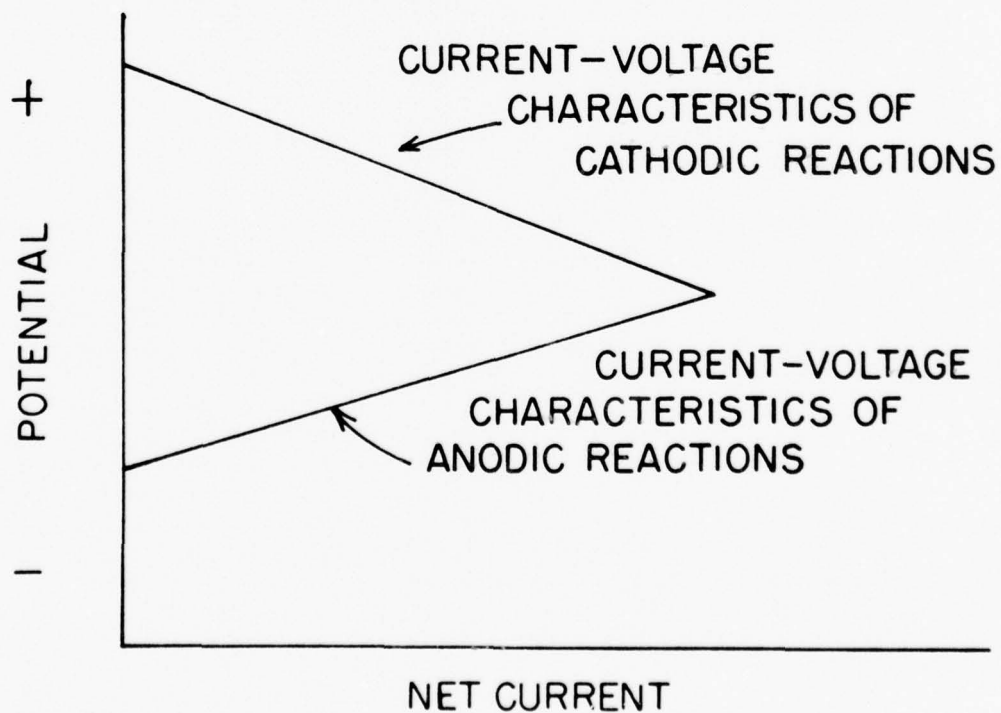 CURRENT-VOLTAGE
CHARACTERISTICS OF
CATHODIC REACTIONS
+
POTENTIAL
-
CURRENT-VOLTAGE
CHARACTERISTICS OF
ANODIC REACTIONS
NET CURRENT